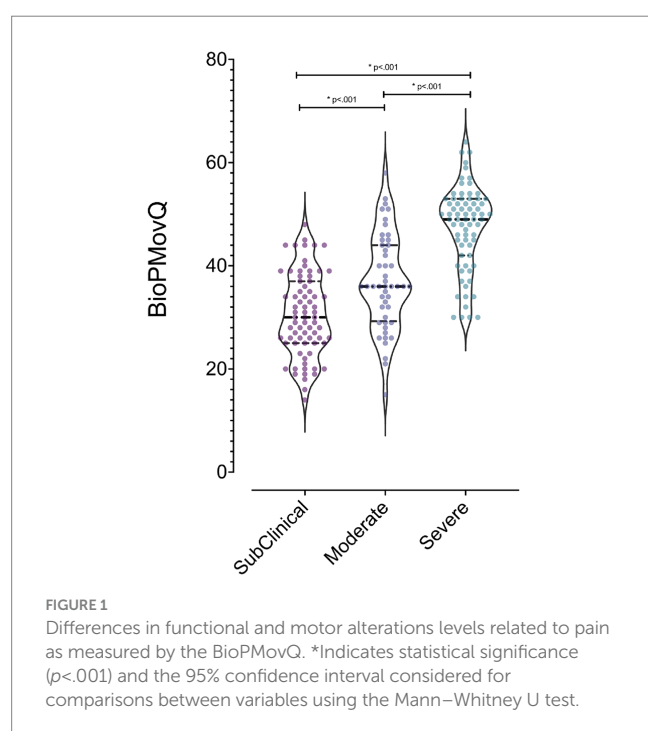 80
* p<.001
* p<.001
* p<.001
60
BioPMovQ
40
20
0
SubClinical
Moderate
Severe
FIGURE 1
Differences in functional and motor alterations levels related to pain
as measured by the BioPMovQ. *Indicates statistical significance
(p<.001) and the 95% confidence interval considered for
comparisons between variables using the Mann–Whitney U test.